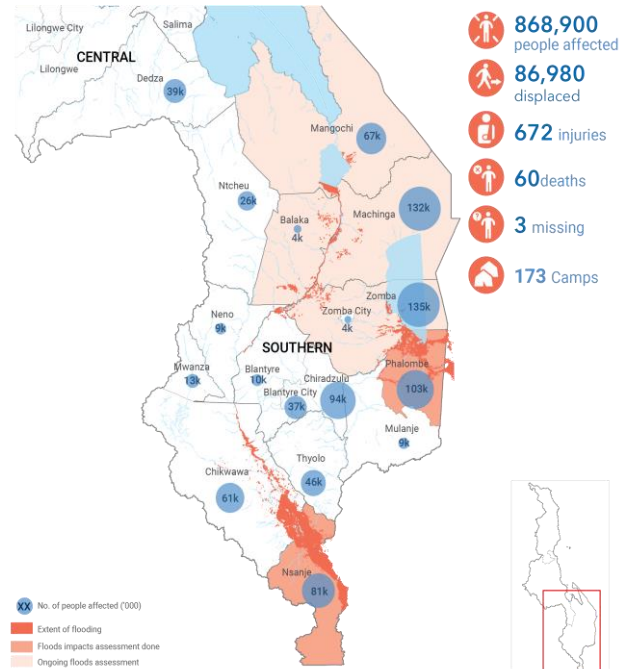 Lilongwe City
Salima
CENTRAL
Lilongwe
Dedza
39k
Mangochi
67k
Ntcheu
26k
Balaka
4k
Machinga
132k
Neno
9k
Zomba
135k
Zomba City
4k
SOUTHERN
Mwanza
13k
Blantyre
10k
Blantyre City
37k
Chiradzulu
94k
Phalombe
103k
Mulanje
9k
Thyolo
46k
Chikwawa
61k
Nsanje
81k
XX No. of people affected ('000)
Extent of flooding
Floods impacts assessment done
Ongoing floods assessment
868,900
people affected
86,980
displaced
672 injuries
60deaths
3 missing
173 Camps